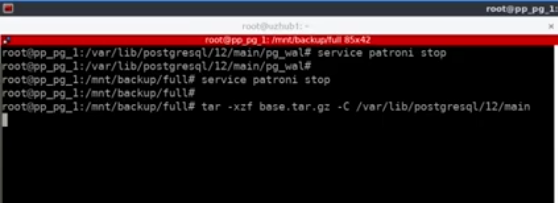 root@pp_pg_1:
root@uzhub1: ~
root@pp_pg_1: /mnt/backup/full 85x42
root@pp_pg_1:/var/lib/postgresql/12/main/pg_wal# service patroni stop
root@pp_pg_1:/var/lib/postgresql/12/main/pg_wal#
root@pp_pg_1:/mnt/backup/full# service patroni stop
root@pp_pg_1:/mnt/backup/full#
root@pp_pg_1:/mnt/backup/full# tar -xzf base.tar.gz -C /var/lib/postgresql/12/main